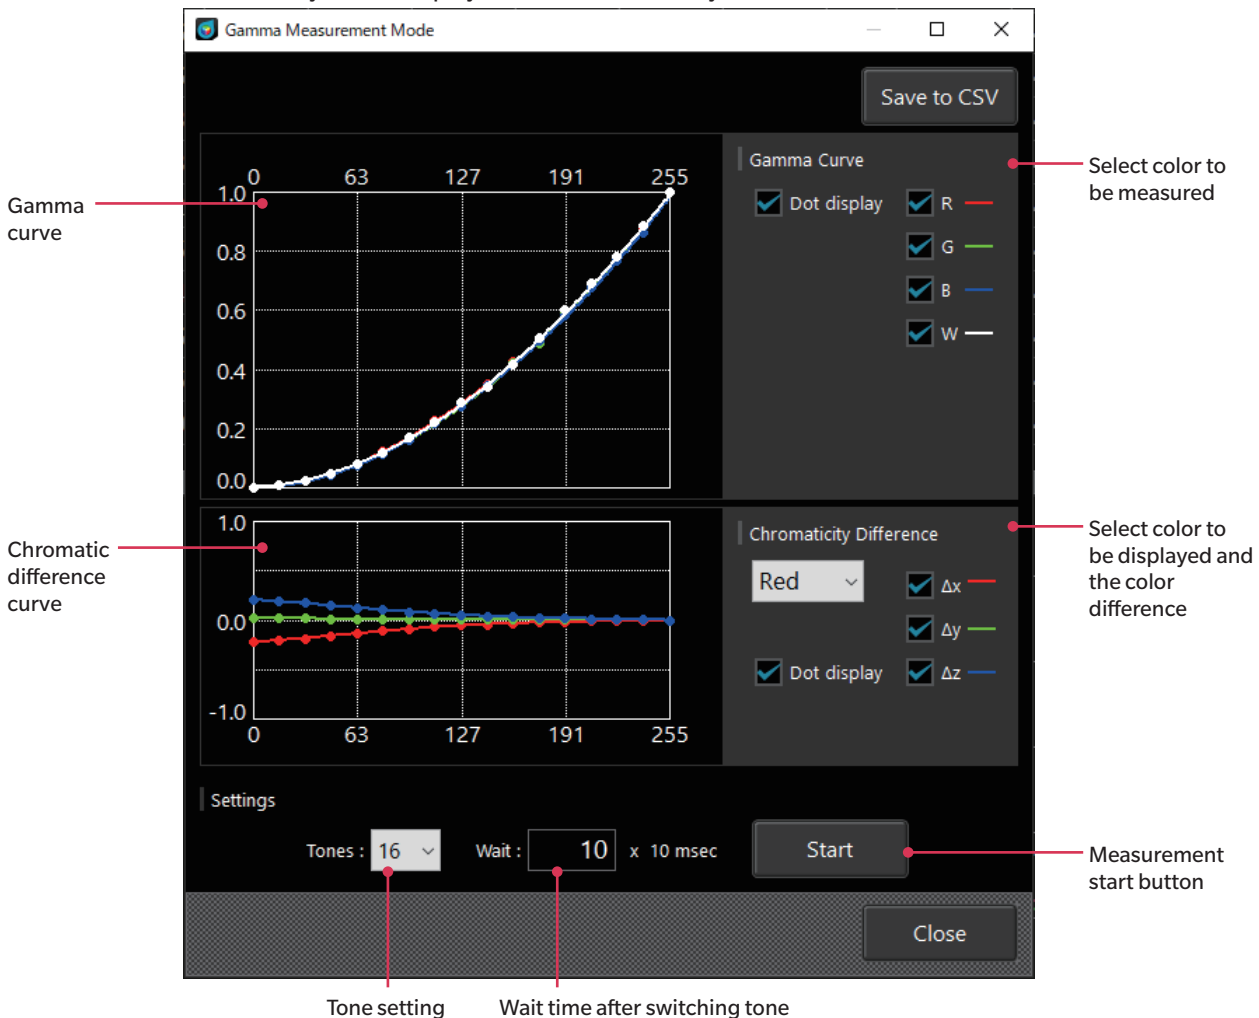 Gamma Measurement Mode
Save to CSV
Gamma
curve
0 63 127 191 255
1.0
0.8
0.6
0.4
0.2
0.0
Gamma Curve
Dot display
R
G
B
W
Select color to
be measured
Chromatic
difference
curve
1.0
0.0
-1.0
0 63 127 191 255
Chromaticity Difference
Red
Δx
Δy
Dot display
Δz
Select color to
be displayed and
the color
difference
Settings
Tones : 16 Wait : 10 x 10 msec
Start
Measurement
start button
Close
Tone setting
Wait time after switching tone